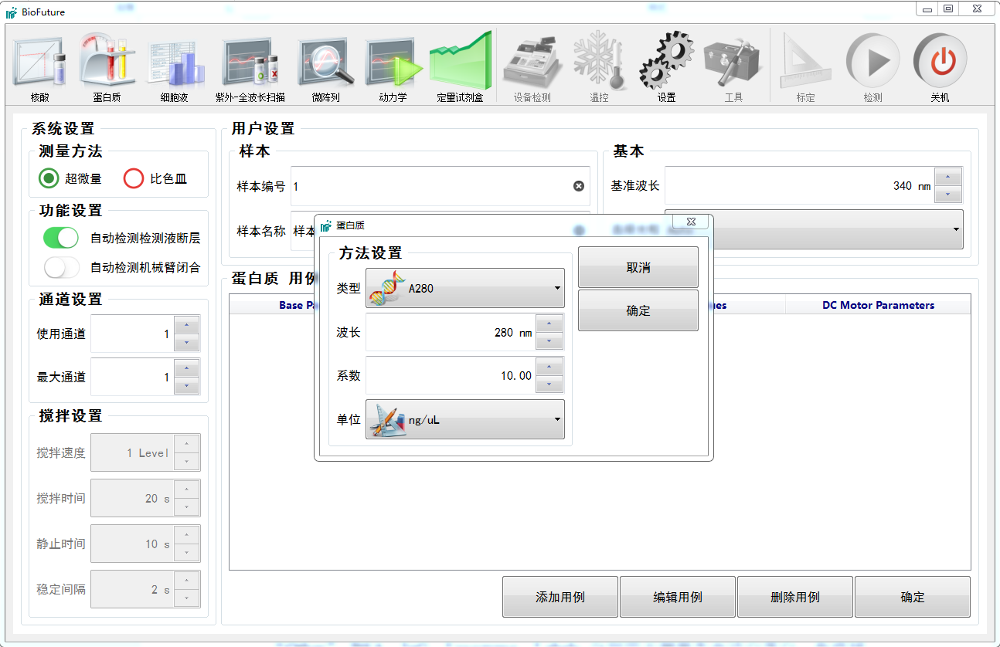 BioFuture
核酸
蛋白质
细胞液
紫外-全波长扫描
微阵列
动力学
定量试剂盒
设备检测
温控
设置
工具
标定
检测
关机
系统设置
测量方法
超微量
比色皿
功能设置
自动检测检测液断层
自动检测机械臂闭合
通道设置
使用通道
1
最大通道
1
搅拌设置
搅拌速度
1 Level
搅拌时间
20 s
静止时间
10 s
稳定间隔
2 s
用户设置
样本
样本编号
1
样本名称
样本
基本
基准波长
340 nm
蛋白质 用例
Base Pa
ues
DC Motor Parameters
蛋白质
方法设置
类型
A280
波长
280 nm
系数
10.00
单位
ng/uL
取消
确定
添加用例
编辑用例
删除用例
确定